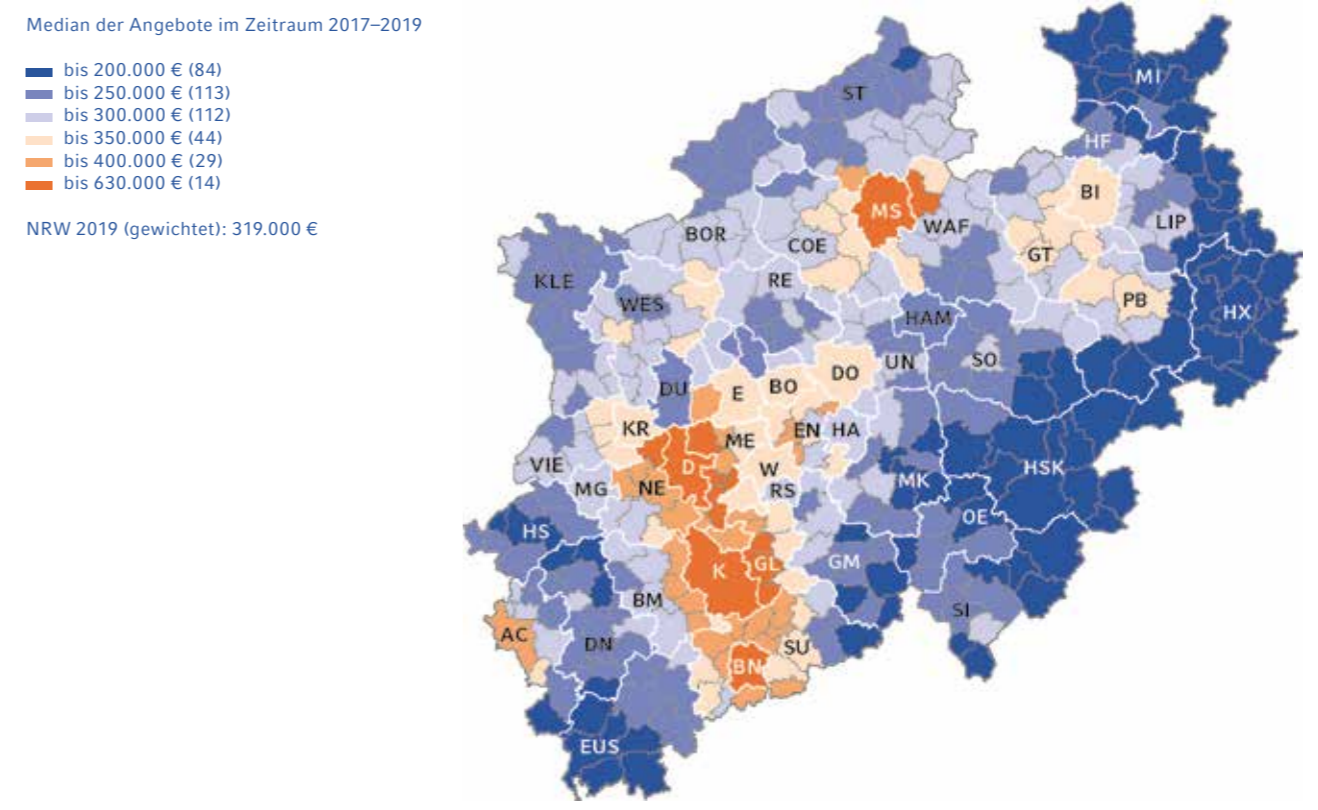 Median der Angebote im Zeitraum 2017–2019
bis 200.000 € (84)
bis 250.000 € (113)
bis 300.000 € (112)
bis 350.000 € (44)
bis 400.000 € (29)
bis 630.000 € (14)
NRW 2019 (gewichtet): 319.000 €
MI
ST
HF
BI
MS
LIP
WAF
BOR
COE
GT
KLE
RE
PB
WES
HX
HAM
SO
UN
DO
BO
E
DU
KR
EN
HA
ME
VIE
D
W
HSK
MG
NE
RS
MK
HS
OE
GM
GL
K
BM
SI
AC
DN
SU
BN
EUS